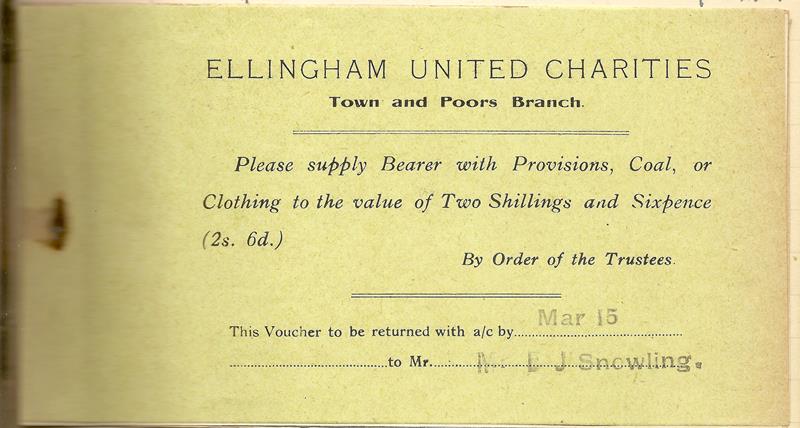 ELLINGHAM UNITED CHARITIES
Town and Poors Branch.
Please supply Bearer with Provisions, Coal, or
Clothing to the value of Two Shillings and Sixpence
(2s. 6d.)
By Order of the Trustees.
This Voucher to be returned with a/c by Mar 15
to Mr. J Snowling.